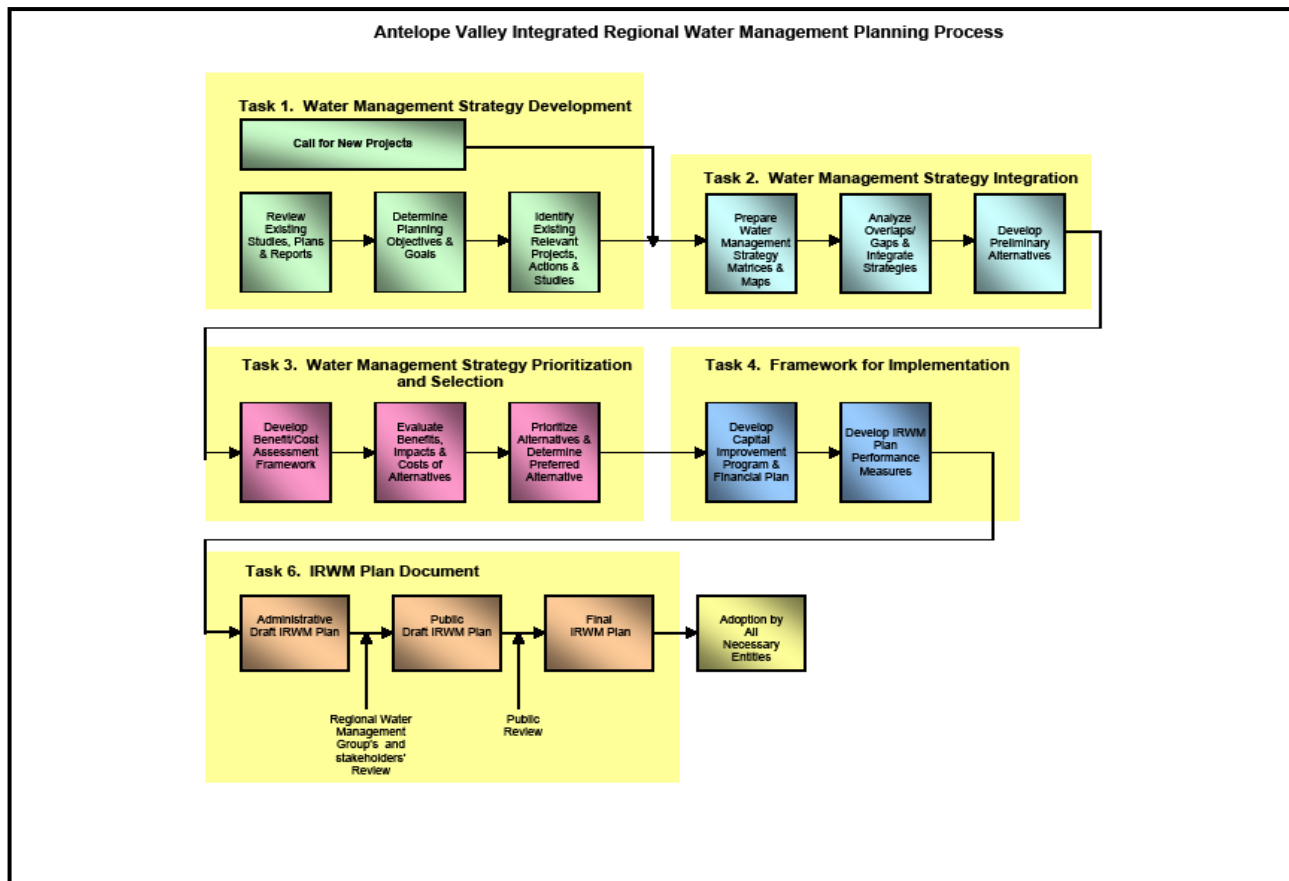 Antelope Valley Integrated Regional Water Management Planning Process
Task 1. Water Management Strategy Development
Call for New Projects
Review
Existing
Studies, Plans
& Reports
Determine
Planning
Objectives &
Goals
Identify
Existing
Relevant
Projects,
Actions &
Studies
Task 2. Water Management Strategy Integration
Prepare
Water
Management
Strategy
Matrices &
Maps
Analyze
Overlaps/
Gaps &
Integrate
Strategies
Develop
Preliminary
Alternatives
Task 3. Water Management Strategy Prioritization
and Selection
Develop
Benefit/Cost
Assessment
Framework
Evaluate
Benefits,
Impacts &
Costs of
Alternatives
Prioritize
Alternatives &
Determine
Preferred
Alternative
Task 4. Framework for Implementation
Develop
Capital
Improvement
Program &
Financial Plan
Develop IRWM
Plan
Performance
Measures
Task 6. IRWM Plan Document
Administrative
Draft IRWM Plan
Public
Draft IRWM Plan
Final
IRWM Plan
Adoption by
All
Necessary
Entities
Regional Water
Management
Group's and
stakeholders'
Review
Public
Review